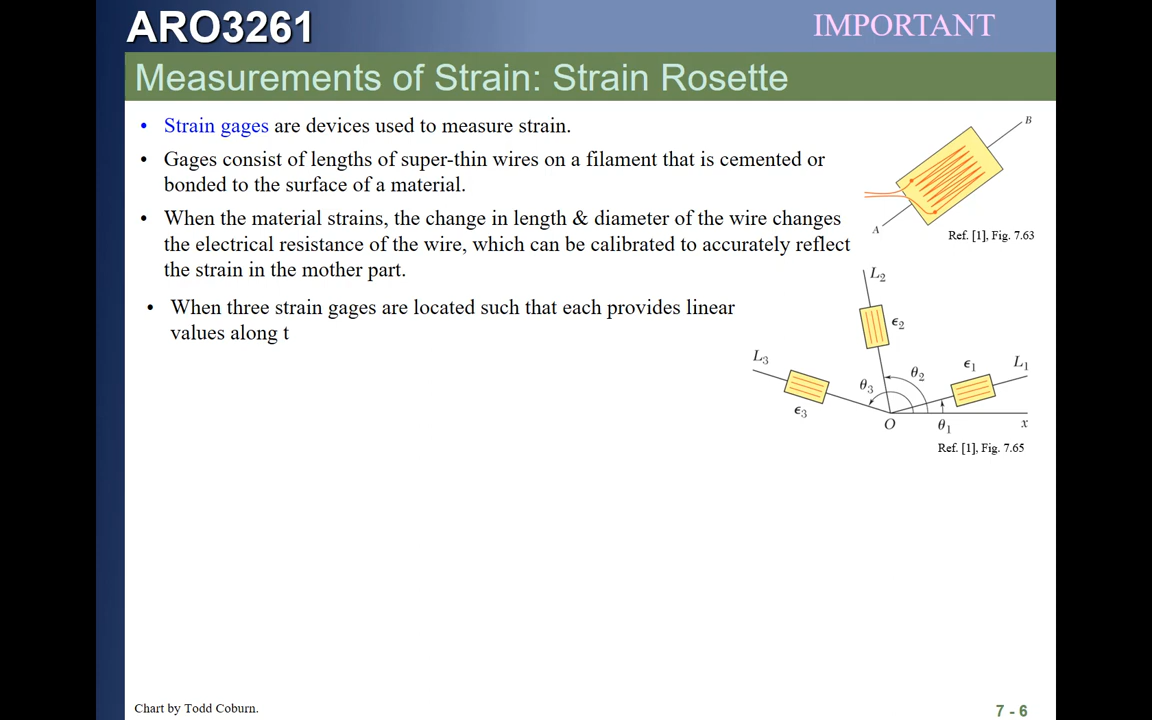 ARO3261
IMPORTANT
Measurements of Strain: Strain Rosette
• Strain gages are devices used to measure strain.
• Gages consist of lengths of super-thin wires on a filament that is cemented or
bonded to the surface of a material.
• When the material strains, the change in length & diameter of the wire changes
the electrical resistance of the wire, which can be calibrated to accurately reflect
the strain in the mother part.
• When three strain gages are located such that each provides linear
values along t
B
A
Ref. [1], Fig. 7.63
L2
ϵ2
L3
θ3
θ2
ϵ1
L1
ϵ3
O
θ1
x
Ref. [1], Fig. 7.65
Chart by Todd Coburn.
7 - 6